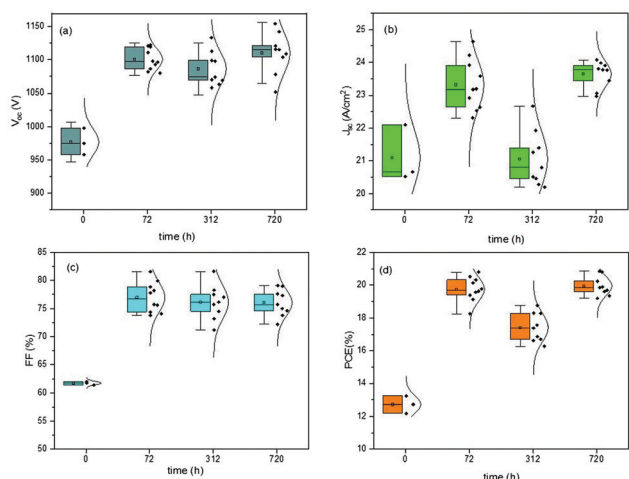 (a)
1150
1100
1050
1000
950
900
V_oc (V)
0 72 312 720
time (h)
(b)
25
24
23
22
21
20
J_sc (A/cm²)
0 72 312 720
time (h)
(c)
85
80
75
70
65
60
55
50
FF (%)
0 72 312 720
time (h)
(d)
22
20
18
16
14
12
10
PCE(%)
0 72 312 720
time (h)